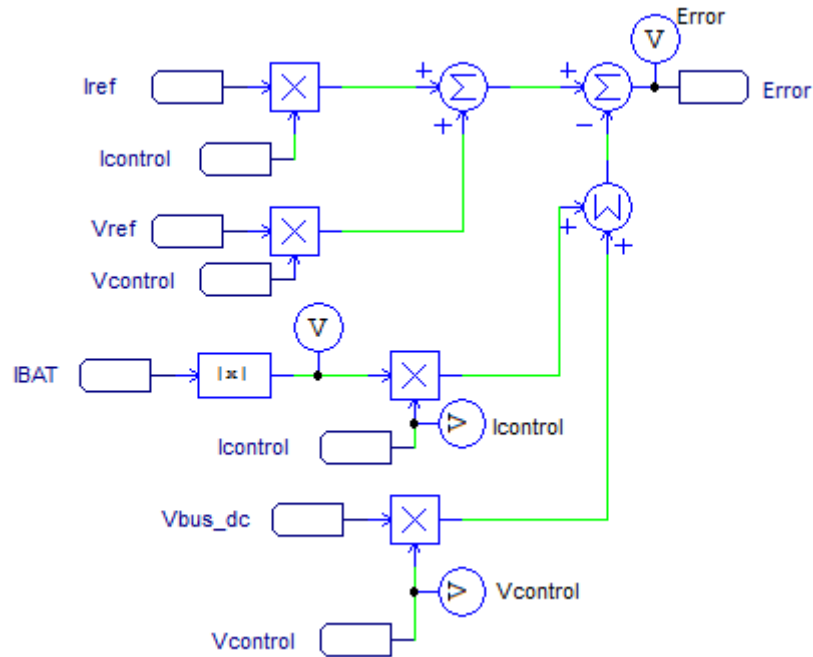 Error
V
Iref
Error
Icontrol
Vref
Vcontrol
V
IBAT
|x|
Icontrol
V
Icontrol
Vbus_dc
V
Vcontrol
Vcontrol